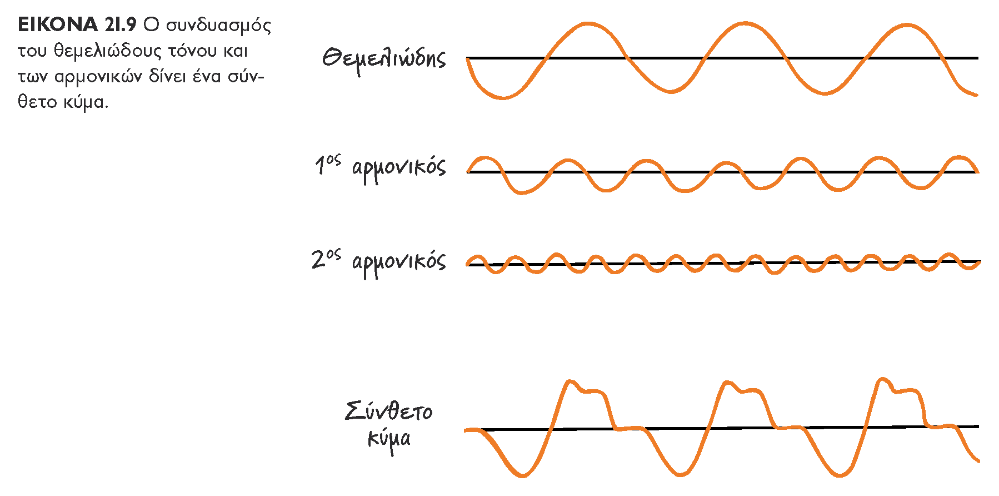 ΕΙΚΟΝΑ 21.9 Ο συνδυασμός
του θεμελιώδους τόνου και
των αρμονικών δίνει ένα σύν-
θετο κύμα.
Θεμελιώδης
1ος αρμονικός
2ος αρμονικός
Σύνθετο
κύμα